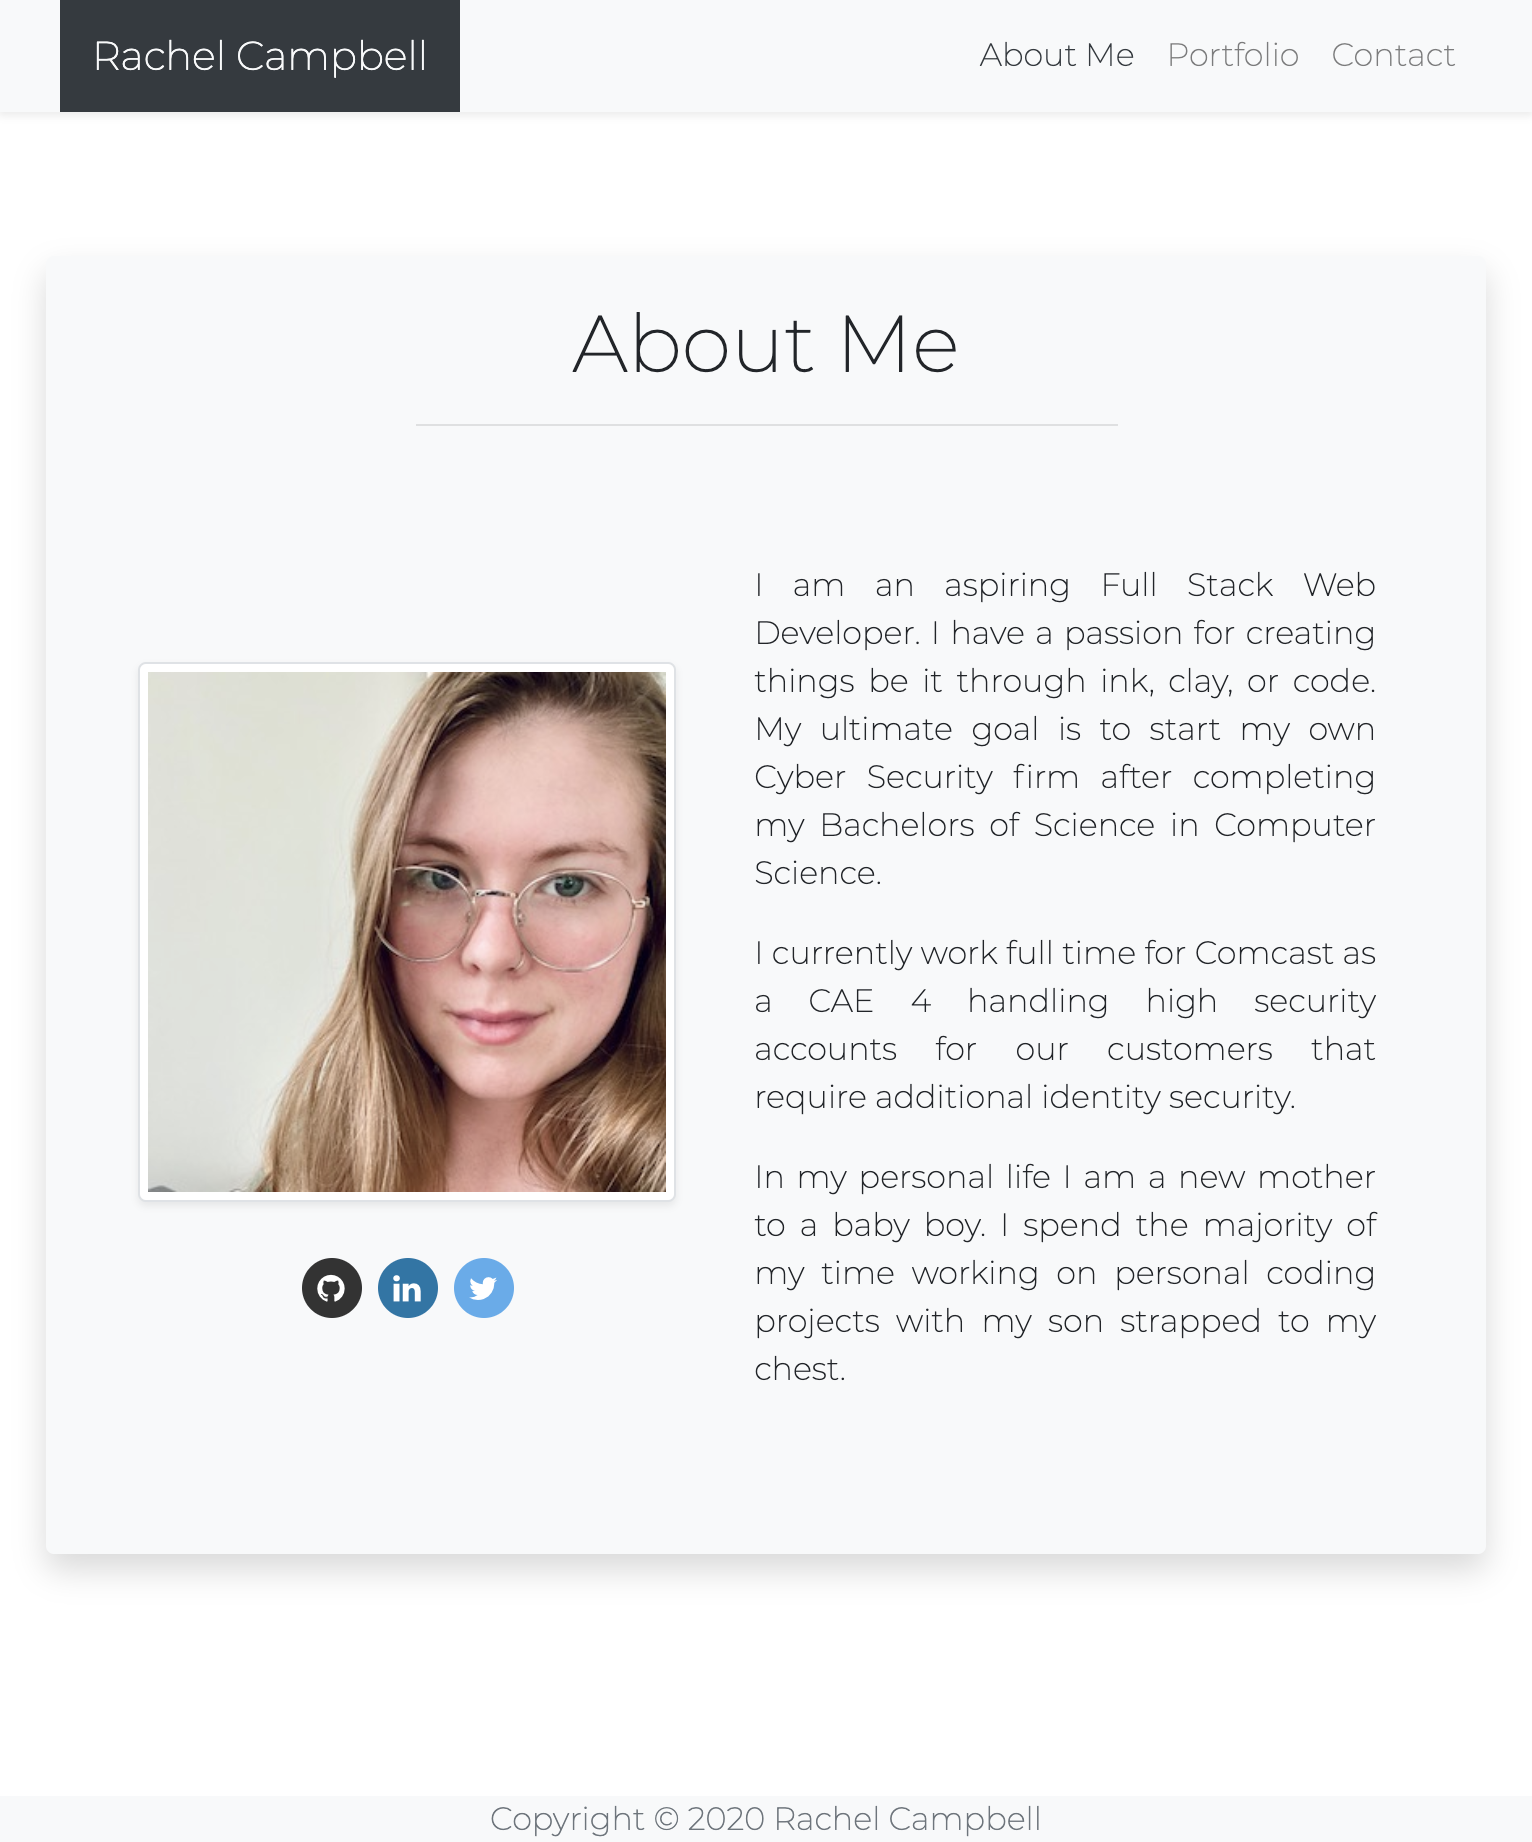 Rachel Campbell
About Me Portfolio Contact
About Me
I am an aspiring Full Stack Web
Developer. I have a passion for creating
things be it through ink, clay, or code.
My ultimate goal is to start my own
Cyber Security firm after completing
my Bachelors of Science in Computer
Science.
I currently work full time for Comcast as
a CAE 4 handling high security
accounts for our customers that
require additional identity security.
In my personal life I am a new mother
to a baby boy. I spend the majority of
my time working on personal coding
projects with my son strapped to my
chest.
in
Copyright © 2020 Rachel Campbell